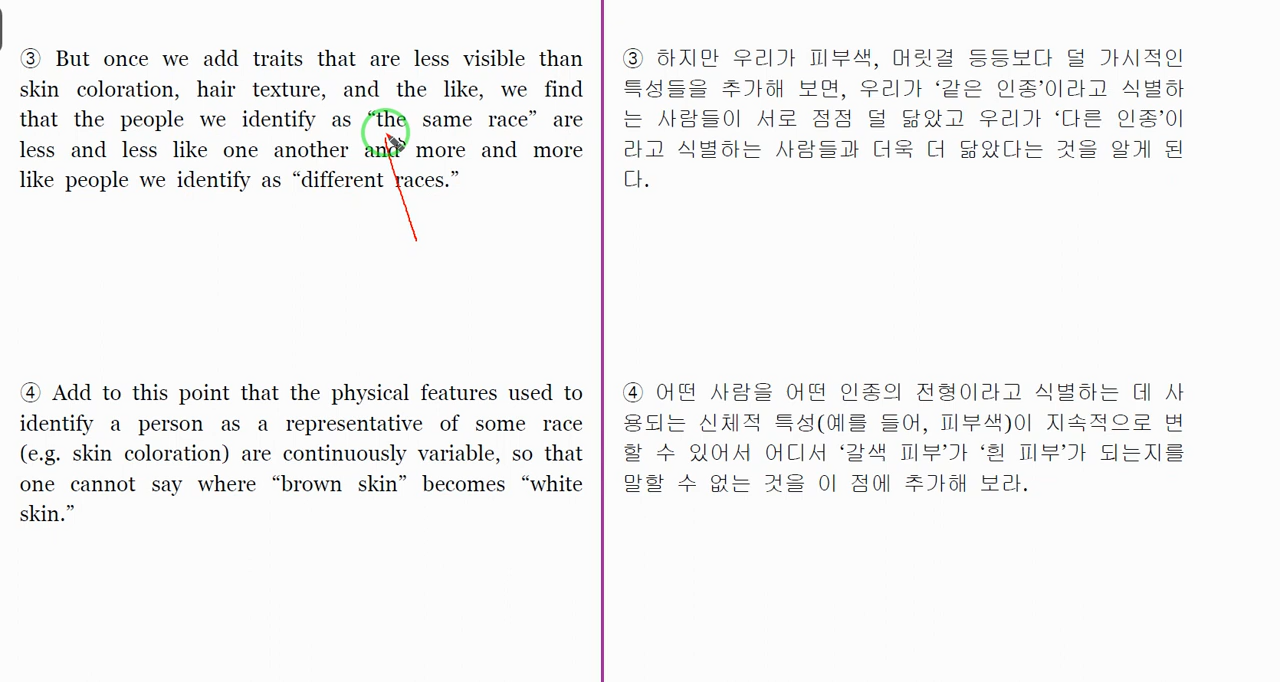 ③ But once we add traits that are less visible than
skin coloration, hair texture, and the like, we find
that the people we identify as “the same race” are
less and less like one another and more and more
like people we identify as “different races.”
④ Add to this point that the physical features used to
identify a person as a representative of some race
(e.g. skin coloration) are continuously variable, so that
one cannot say where “brown skin” becomes “white
skin.”
③ 하지만 우리가 피부색, 머릿결 등등보다 덜 가시적인
특성들을 추가해 보면, 우리가 ‘같은 인종’이라고 식별하
는 사람들이 서로 점점 덜 닮았고 우리가 ‘다른 인종’이
라고 식별하는 사람들과 더욱 더 닮았다는 것을 알게 된
다.
④ 어떤 사람을 어떤 인종의 전형이라고 식별하는 데 사
용되는 신체적 특성(예를 들어, 피부색)이 지속적으로 변
할 수 있어서 어디서 ‘갈색 피부’가 ‘흰 피부’가 되는지를
말할 수 없는 것을 이 점에 추가해 보라.